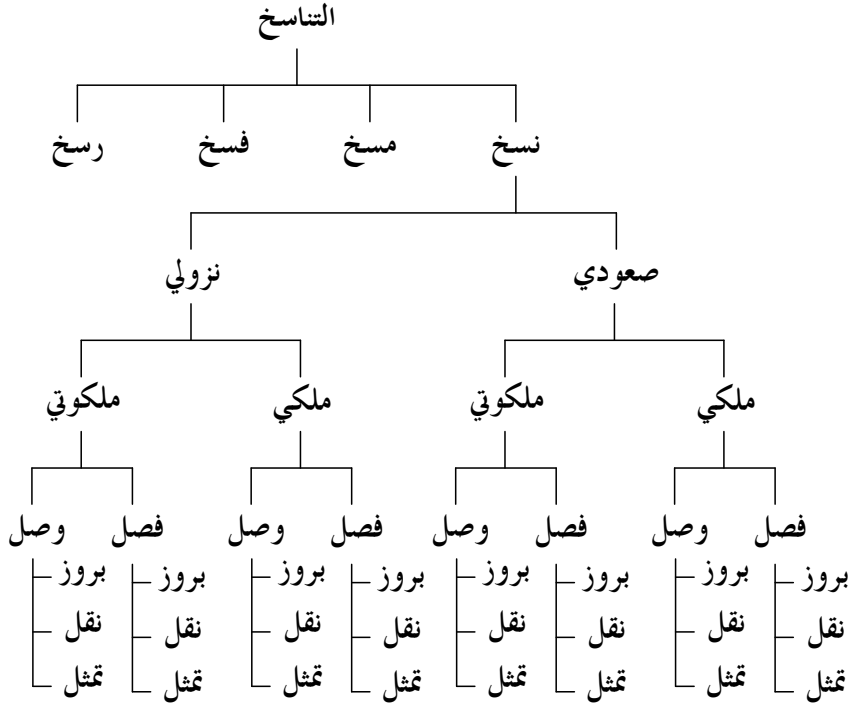 التناسخ
نسخ مسخ فسخ رسخ
صعودي نزولي
ملكي ملكوتي ملكي ملكوتي
فصل وصل فصل وصل فصل وصل فصل وصل
بروز بروز بروز بروز بروز بروز بروز بروز
نقل نقل نقل نقل نقل نقل نقل نقل
تمثل تمثل تمثل تمثل تمثل تمثل تمثل تمثل